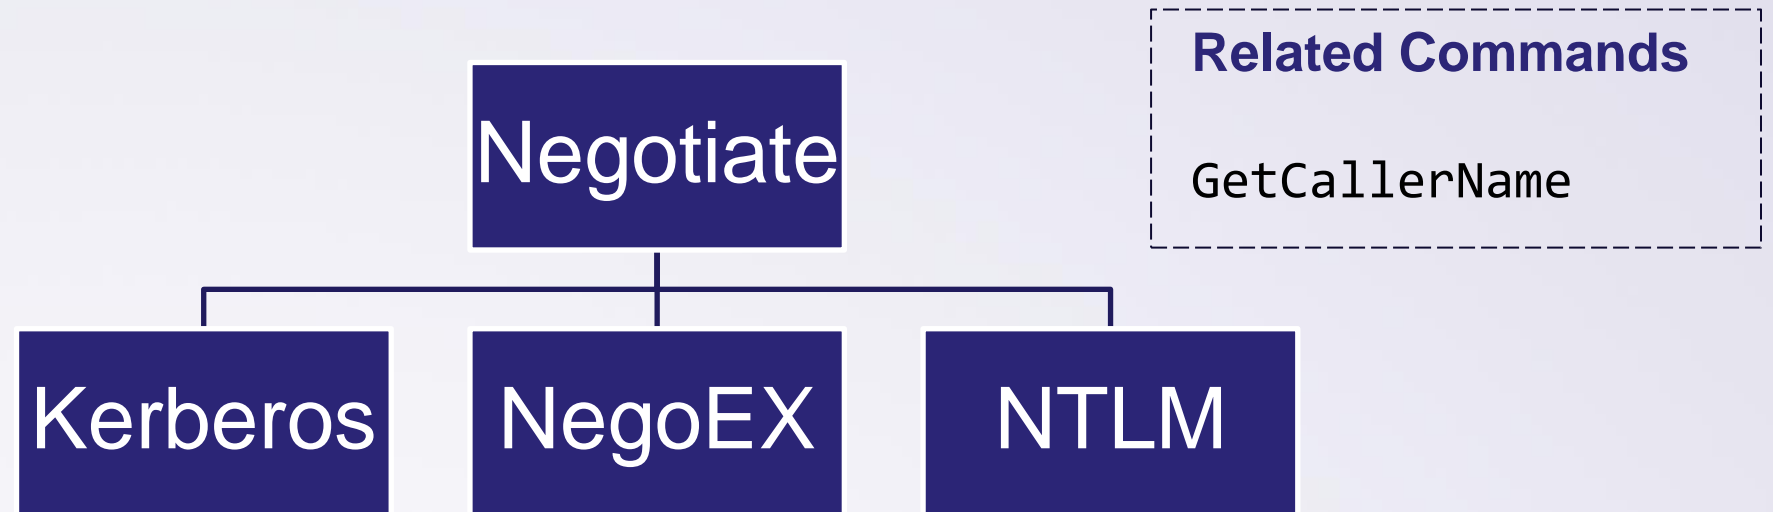 Negotiate
Related Commands
GetCallerName
Kerberos
NegoEX
NTLM